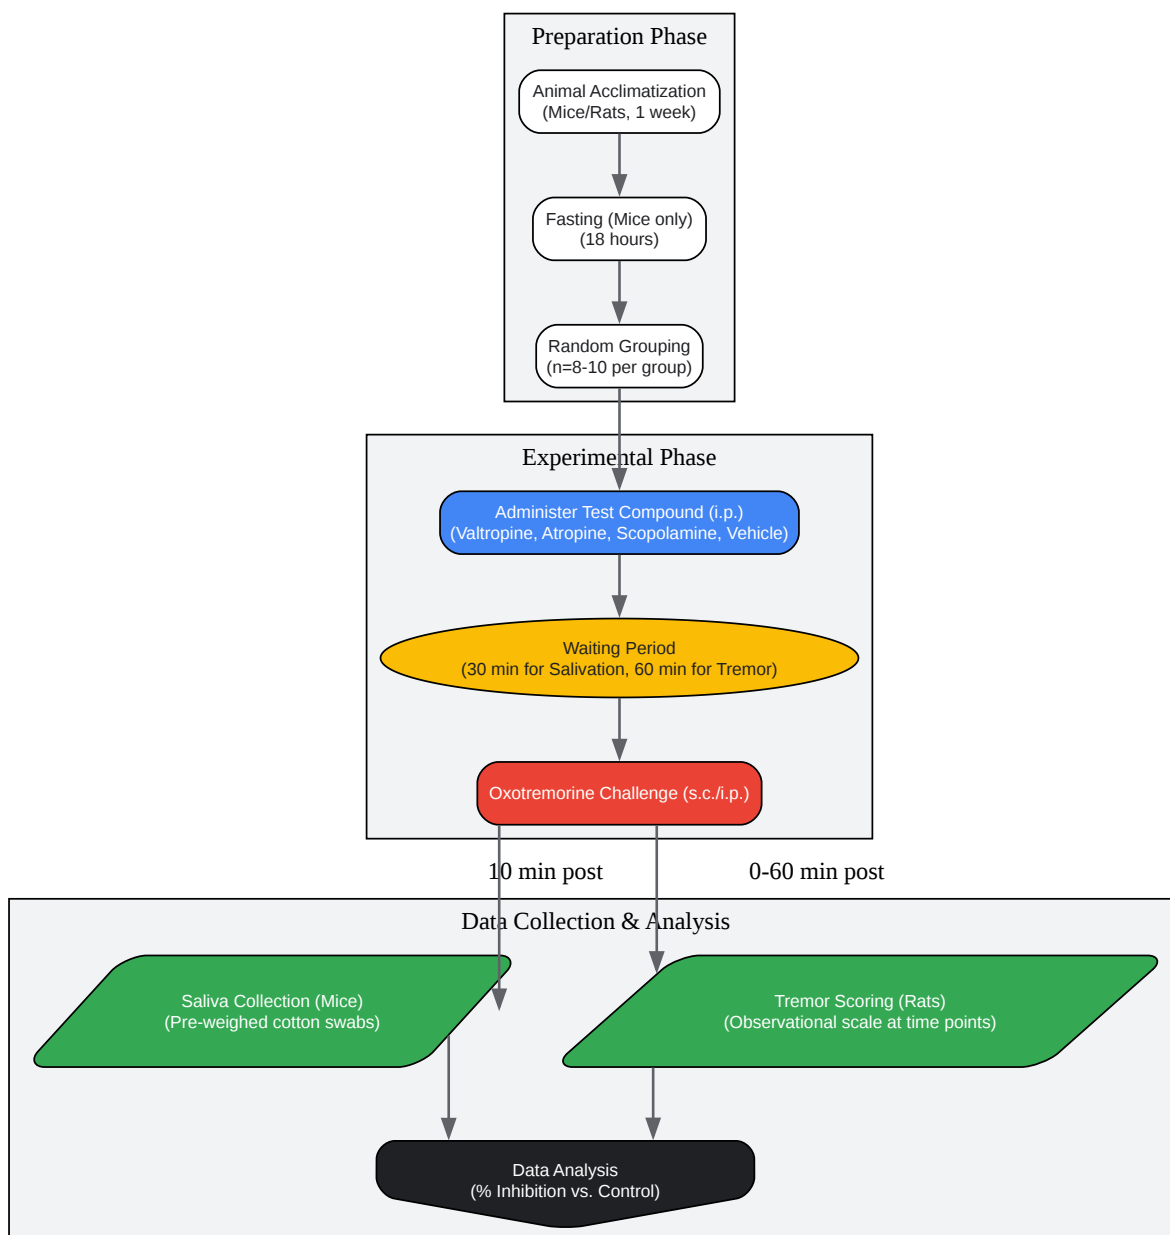 Preparation Phase
Animal Acclimatization
(Mice/Rats, 1 week)
Fasting (Mice only)
(18 hours)
Random Grouping
(n=8-10 per group)
Experimental Phase
Administer Test Compound (i.p.)
(Valtropine, Atropine, Scopolamine, Vehicle)
Waiting Period
(30 min for Salivation, 60 min for Tremor)
Oxotremorine Challenge (s.c./i.p.)
10 min post
0-60 min post
Data Collection & Analysis
Saliva Collection (Mice)
(Pre-weighed cotton swabs)
Tremor Scoring (Rats)
(Observational scale at time points)
Data Analysis
(% Inhibition vs. Control)